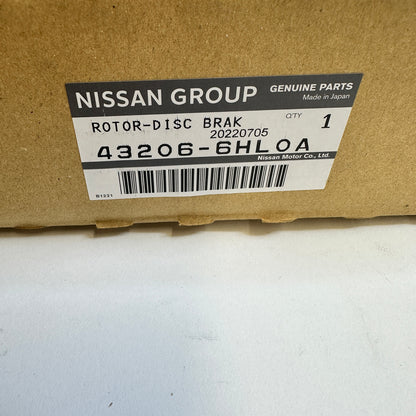 NISSAN GROUP
GENUINE PARTS
Made in Japan
ROTOR-DISC BRAK
20220705
Q'TY 1
43206-6HL0A
Nissan Motor Co., Ltd.
B1221